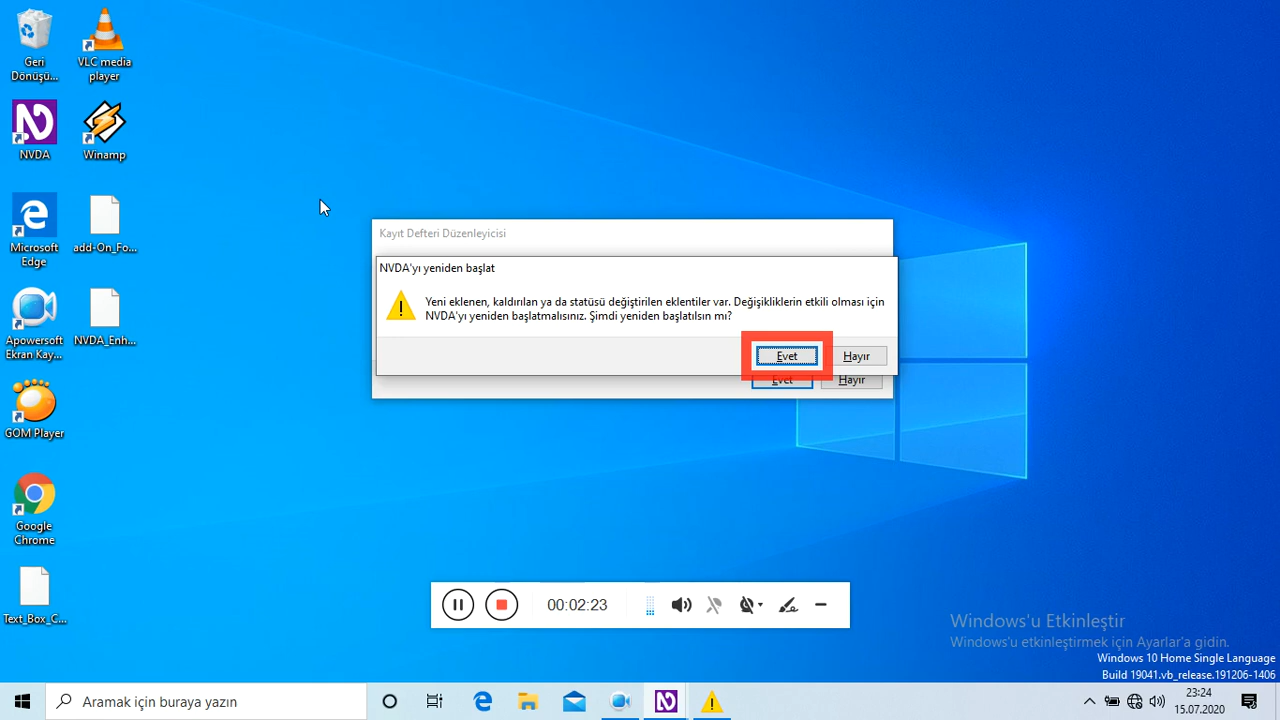 Geri
Dönüşü...
VLC media
player
NVDA
Winamp
Microsoft
Edge
add-On_Fo...
Apowersoft
Ekran Kay...
NVDA_Enh...
GOM Player
Google
Chrome
Text_Box_C...
Kayıt Defteri Düzenleyicisi
NVDA'yı yeniden başlat
Yeni eklenen, kaldırılan ya da statüsü değiştirilen eklentiler var. Değişikliklerin etkili olması için
NVDA'yı yeniden başlatmalısınız. Şimdi yeniden başlatılsın mı?
Evet
Hayır
Evet
Hayır
00:02:23
Windows'u Etkinleştir
Windows'u etkinleştirmek için Ayarlar'a gidin.
Windows 10 Home Single Language
Build 19041.vb_release.191206-1406
Aramak için buraya yazın
23:24
15.07.2020